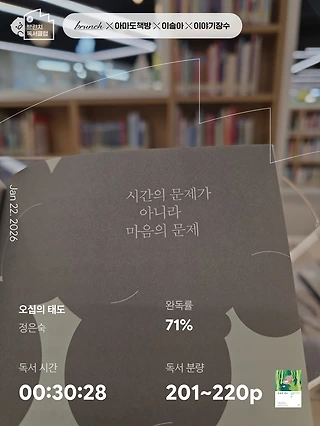 브런치
독서클럽
brunch×아미도책방×이슬아×이야기장수
Jan 22, 2026
시간의 문제가
아니라
마음의 문제
오십의 태도
정은숙
완독률
71%
독서 시간
00:30:28
독서 분량
201~220p